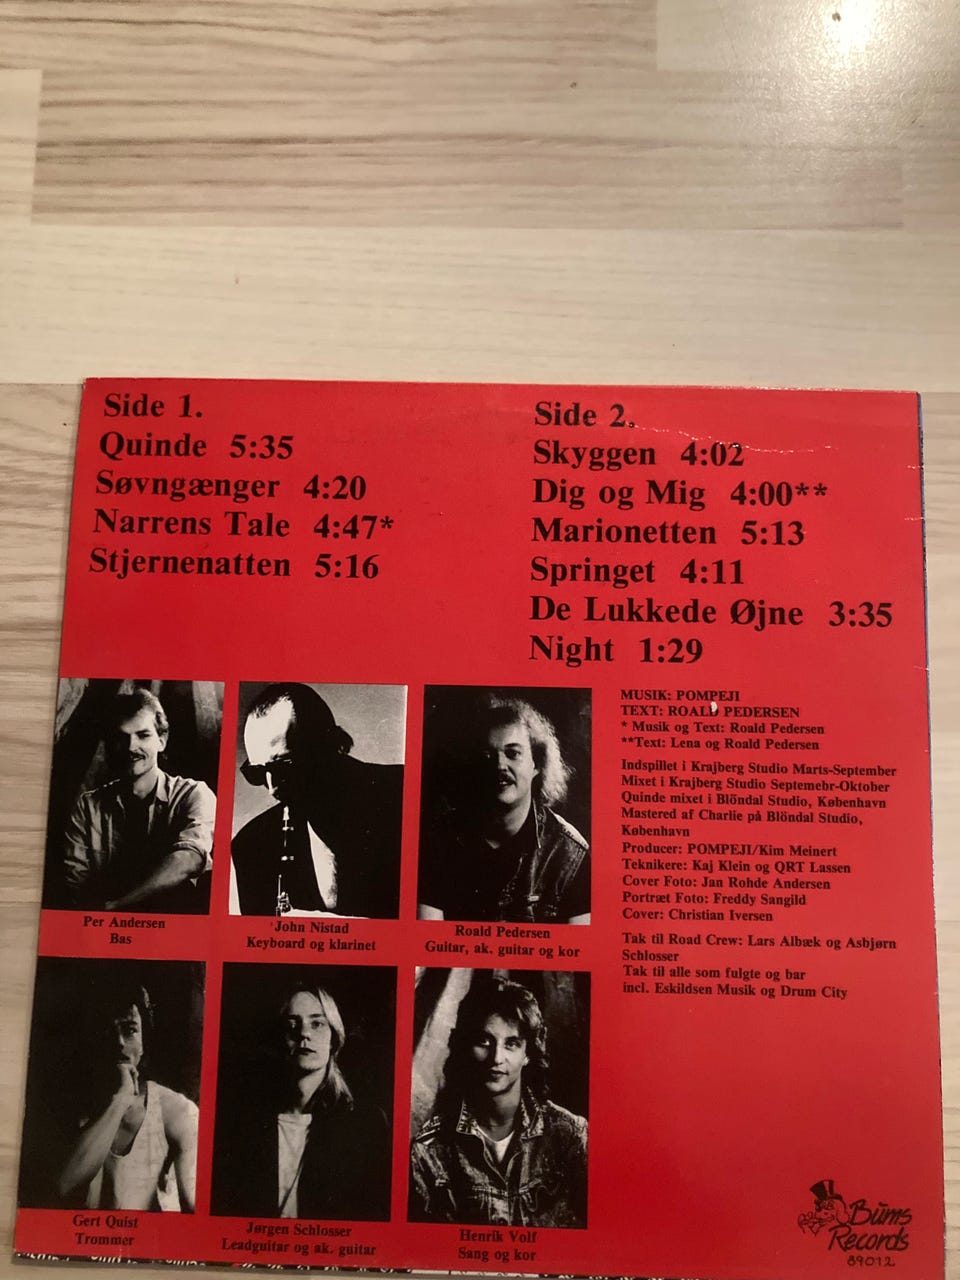 Side 1.
Quinde 5:35
Søvngænger 4:20
Narrens Tale 4:47*
Stjernenatten 5:16
Side 2.
Skyggen 4:02
Dig og Mig 4:00**
Marionetten 5:13
Springet 4:11
De Lukkede Øjne 3:35
Night 1:29
Per Andersen
Bas
John Nistad
Keyboard og klarinet
Roald Pedersen
Guitar, ak. guitar og kor
Gert Quist
Trommer
Jørgen Schlosser
Leadguitar og ak. guitar
Henrik Volf
Sang og kor
MUSIK: POMPEJI
TEXT: ROALD PEDERSEN
* Musik og Text: Roald Pedersen
**Text: Lena og Roald Pedersen
Indspillet i Krajberg Studio Marts-September
Mixet i Krajberg Studio Septemebr-Oktober
Quinde mixet i Blöndal Studio, København
Mastered af Charlie på Blöndal Studio,
København
Producer: POMPEJI/Kim Meinert
Teknikere: Kaj Klein og QRT Lassen
Cover Foto: Jan Rohde Andersen
Portræt Foto: Freddy Sangild
Cover: Christian Iversen
Tak til Road Crew: Lars Albæk og Asbjørn
Schlosser
Tak til alle som fulgte og bar
incl. Eskildsen Musik og Drum City
Büms
Records
89012